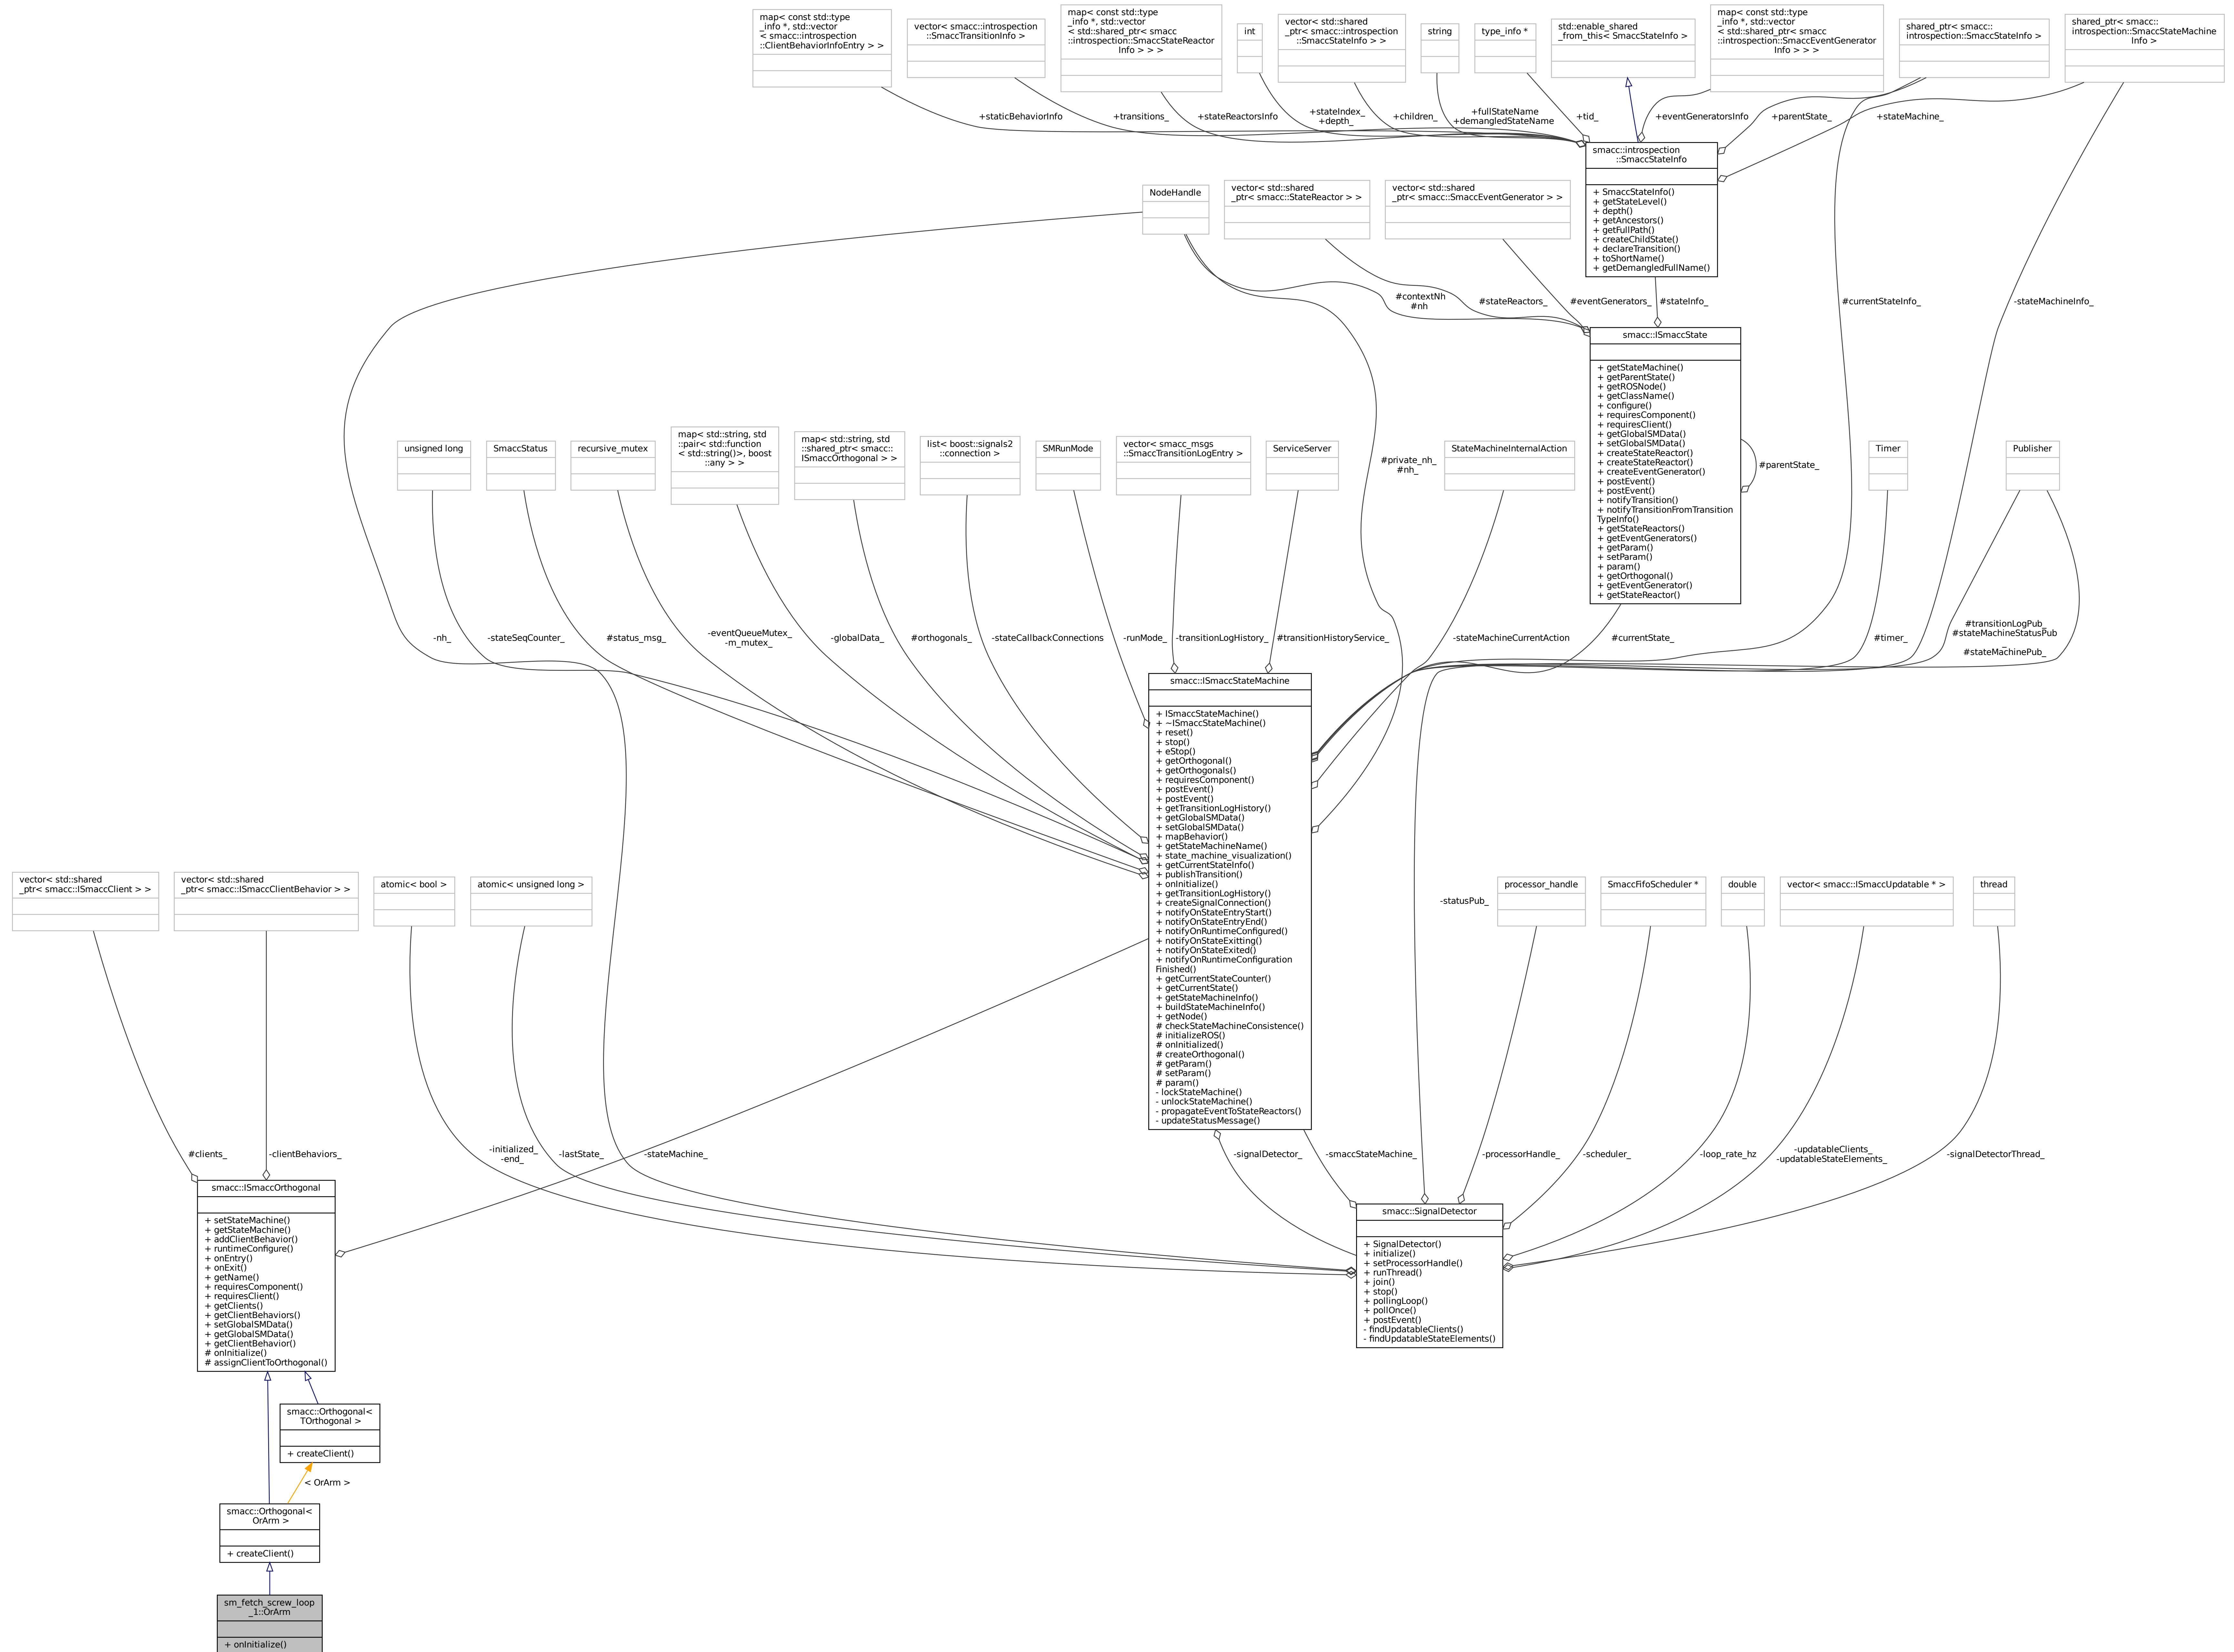 map< const std::type
_info *, std::vector
< smacc::introspection
::ClientBehaviorInfoEntry > >
vector< smacc::introspection
::SmaccTransitionInfo >
map< const std::type
_info *, std::vector
< std::shared_ptr< smacc
::introspection::SmaccStateReactor
Info > > >
int
vector< std::shared
_ptr< smacc::introspection
::SmaccStateInfo > >
string
type_info *
std::enable_shared
_from_this< SmaccStateInfo >
map< const std::type
_info *, std::vector
< std::shared_ptr< smacc
::introspection::SmaccEventGenerator
Info > > >
shared_ptr< smacc::
introspection::SmaccStateInfo >
shared_ptr< smacc::
introspection::SmaccStateMachine
Info >
+staticBehaviorInfo
+transitions_
+stateReactorsInfo
+stateIndex_
+depth_
+children_
+fullStateName
+demangledStateName
+tid_
+eventGeneratorsInfo
+parentState_
+stateMachine_
smacc::introspection
::SmaccStateInfo
+ SmaccStateInfo()
+ getStateLevel()
+ depth()
+ getAncestors()
+ getFullPath()
+ createChildState()
+ declareTransition()
+ toShortName()
+ getDemangledFullName()
NodeHandle
vector< std::shared
_ptr< smacc::StateReactor > >
vector< std::shared
_ptr< smacc::SmaccEventGenerator > >
#contextNh
#nh
#stateReactors_
#eventGenerators_
#stateInfo_
#currentStateInfo_
-stateMachineInfo_
smacc::ISmaccState
+ getStateMachine()
+ getParentState()
+ getROSNode()
+ getClassName()
+ configure()
+ requiresComponent()
+ requiresClient()
+ getGlobalSMData()
+ setGlobalSMData()
+ createStateReactor()
+ createStateReactor()
+ createEventGenerator()
+ postEvent()
+ postEvent()
+ notifyTransition()
+ notifyTransitionFromTransition
TypeInfo()
+ getStateReactors()
+ getEventGenerators()
+ getParam()
+ setParam()
+ param()
+ getOrthogonal()
+ getEventGenerator()
+ getStateReactor()
#parentState_
unsigned long
SmaccStatus
recursive_mutex
map< std::string, std
::pair< std::function
< std::string()>, boost
::any > >
map< std::string, std
::shared_ptr< smacc::
ISmaccOrthogonal > >
list< boost::signals2
::connection >
SMRunMode
vector< smacc_msgs
::SmaccTransitionLogEntry >
ServiceServer
#private_nh_
#nh_
StateMachineInternalAction
Timer
Publisher
-nh_
-stateSeqCounter_
#status_msg_
-eventQueueMutex_
-m_mutex_
-globalData_
#orthogonals_
-stateCallbackConnections
-runMode_
-transitionLogHistory_
#transitionHistoryService_
-stateMachineCurrentAction
#currentState_
#timer_
#transitionLogPub_
#stateMachineStatusPub
_
#stateMachinePub_
smacc::ISmaccStateMachine
+ ISmaccStateMachine()
+ ~ISmaccStateMachine()
+ reset()
+ stop()
+ eStop()
+ getOrthogonal()
+ getOrthogonals()
+ requiresComponent()
+ postEvent()
+ postEvent()
+ getTransitionLogHistory()
+ getGlobalSMData()
+ setGlobalSMData()
+ mapBehavior()
+ getStateMachineName()
+ state_machine_visualization()
+ getCurrentStateInfo()
+ publishTransition()
+ onInitialize()
+ getTransitionLogHistory()
+ createSignalConnection()
+ notifyOnStateEntryStart()
+ notifyOnStateEntryEnd()
+ notifyOnRuntimeConfigured()
+ notifyOnStateExitting()
+ notifyOnStateExited()
+ notifyOnRuntimeConfiguration
Finished()
+ getCurrentStateCounter()
+ getCurrentState()
+ getStateMachineInfo()
+ buildStateMachineInfo()
+ getNode()
# checkStateMachineConsistence()
# initializeROS()
# onInitialized()
# createOrthogonal()
# getParam()
# setParam()
# param()
- lockStateMachine()
- unlockStateMachine()
- propagateEventToStateReactors()
- updateStatusMessage()
vector< std::shared
_ptr< smacc::ISmaccClient > >
vector< std::shared
_ptr< smacc::ISmaccClientBehavior > >
atomic< bool >
atomic< unsigned long >
-statusPub_
processor_handle
SmaccFifoScheduler *
double
vector< smacc::ISmaccUpdatable * >
thread
#clients_
-clientBehaviors_
-initialized_
-end_
-lastState_
-stateMachine_
-signalDetector_
-smaccStateMachine_
-processorHandle_
-scheduler_
-loop_rate_hz
-updatableClients_
-updatableStateElements_
-signalDetectorThread_
smacc::ISmaccOrthogonal
+ setStateMachine()
+ getStateMachine()
+ addClientBehavior()
+ runtimeConfigure()
+ onEntry()
+ onExit()
+ getName()
+ requiresComponent()
+ requiresClient()
+ getClients()
+ getClientBehaviors()
+ setGlobalSMData()
+ getGlobalSMData()
+ getClientBehavior()
# onInitialize()
# assignClientToOrthogonal()
smacc::SignalDetector
+ SignalDetector()
+ initialize()
+ setProcessorHandle()
+ runThread()
+ join()
+ stop()
+ pollingLoop()
+ pollOnce()
+ postEvent()
- findUpdatableClients()
- findUpdatableStateElements()
smacc::Orthogonal<
TOrthogonal >
+ createClient()
< OrArm >
smacc::Orthogonal<
OrArm >
+ createClient()
sm_fetch_screw_loop
_1::OrArm
+ onInitialize()